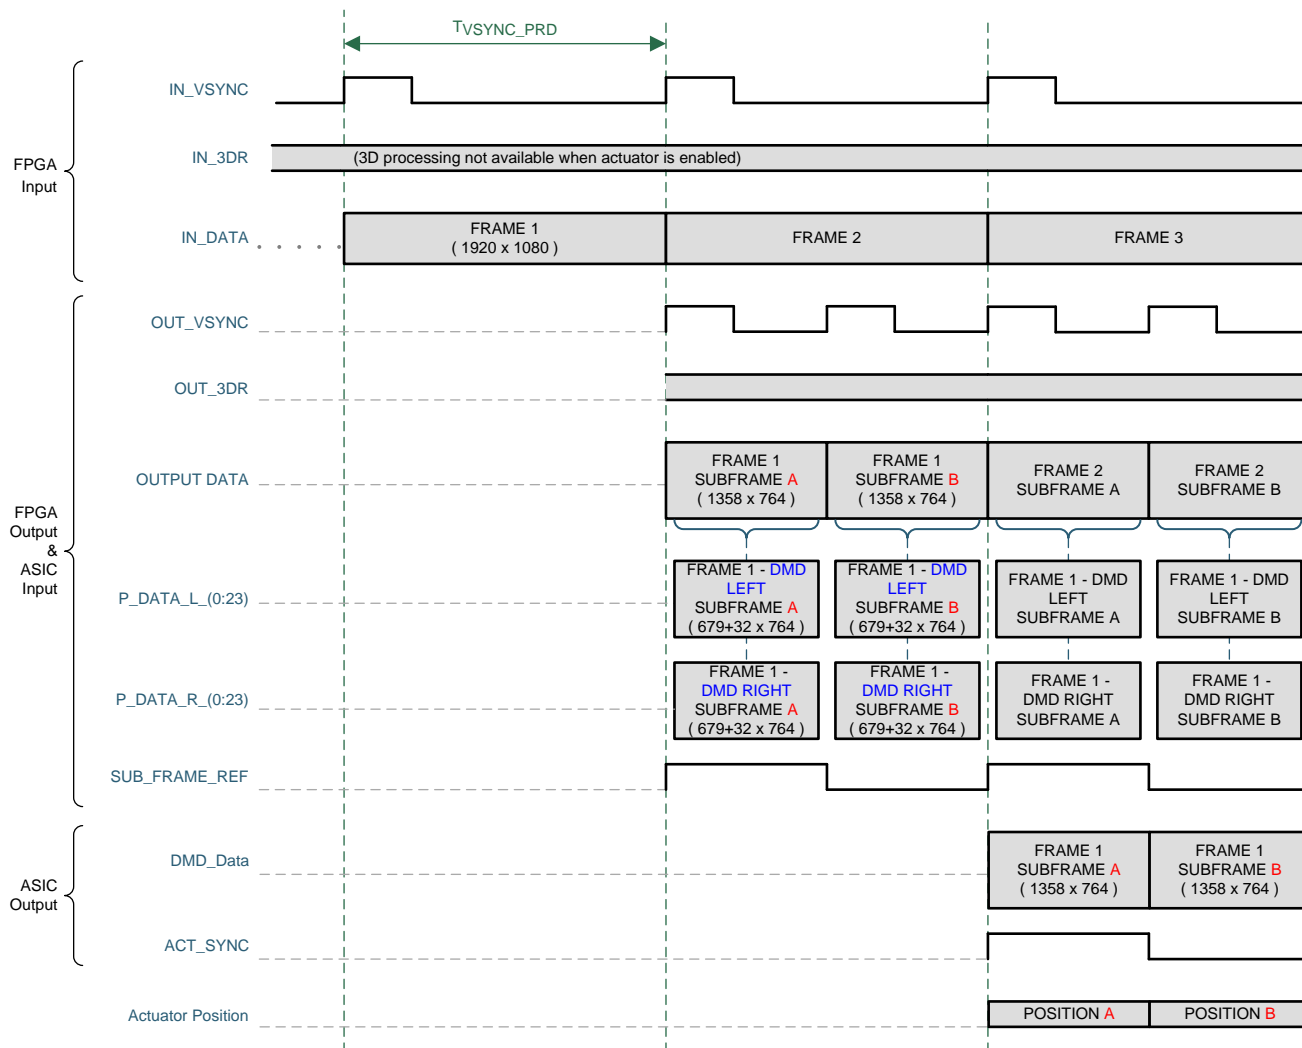 TVSYNC_PRD
FPGA
Input
IN_VSYNC
IN_3DR
(3D processing not available when actuator is enabled)
IN_DATA
FRAME 1
( 1920 x 1080 )
FRAME 2
FRAME 3
FPGA
Output
&
ASIC
Input
OUT_VSYNC
OUT_3DR
OUTPUT DATA
FRAME 1
SUBFRAME A
( 1358 x 764 )
FRAME 1
SUBFRAME B
( 1358 x 764 )
FRAME 2
SUBFRAME A
FRAME 2
SUBFRAME B
P_DATA_L_(0:23)
FRAME 1 - DMD
LEFT
SUBFRAME A
( 679+32 x 764 )
FRAME 1 - DMD
LEFT
SUBFRAME B
( 679+32 x 764 )
FRAME 1 - DMD
LEFT
SUBFRAME A
FRAME 1 - DMD
LEFT
SUBFRAME B
P_DATA_R_(0:23)
FRAME 1 -
DMD RIGHT
SUBFRAME A
( 679+32 x 764 )
FRAME 1 -
DMD RIGHT
SUBFRAME B
( 679+32 x 764 )
FRAME 1 -
DMD RIGHT
SUBFRAME A
FRAME 1 -
DMD RIGHT
SUBFRAME B
SUB_FRAME_REF
ASIC
Output
DMD_Data
FRAME 1
SUBFRAME A
( 1358 x 764 )
FRAME 1
SUBFRAME B
( 1358 x 764 )
ACT_SYNC
Actuator Position
POSITION A
POSITION B